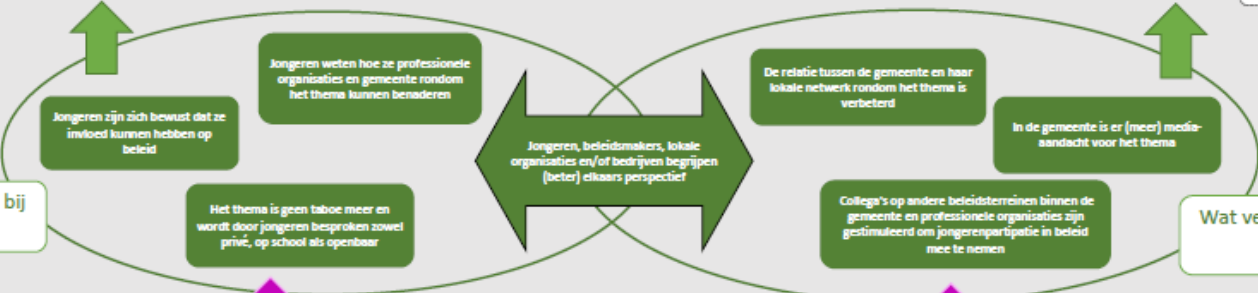 Jongeren weten hoe ze professionele
organisaties en gemeente rondom
het thema kunnen benaderen
Jongeren zijn zich bewust dat ze
invloed kunnen hebben op
beleid
bij
Het thema is geen taboe meer en
wordt door jongeren besproken zowel
privé, op school als openbaar
Jongeren, beleidsmakers, lokale
organisaties en/of bedrijven begrijpen
(beter) elkaars perspectief
De relatie tussen de gemeente en haar
lokale netwerk rondom het thema is
verbeterd
In de gemeente is er (meer) media-
aandacht voor het thema
Collega's op andere beleidsterreinen binnen de
gemeente en professionele organisaties zijn
gestimuleerd om jongerenpartipatie in beleid
mee te nemen
Wat ve